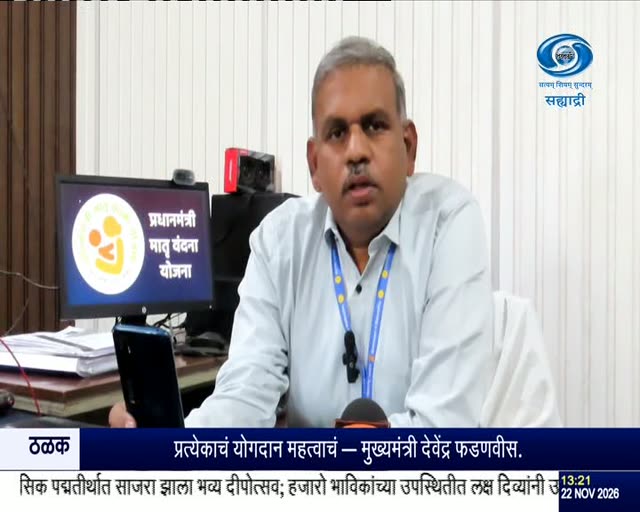 सत्यम् शिवम् सुन्दरम्
सह्याद्री
प्रधानमंत्री
मातृ वंदना
योजना
ठळक
प्रत्येकाचं योगदान महत्वाचं – मुख्यमंत्री देवेंद्र फडणवीस.
सिक पद्मतीर्थात साजरा झाला भव्य दीपोत्सव; हजारो भाविकांच्या उपस्थितीत लक्ष दिव्यांनी उ
13:21
22 NOV 2026